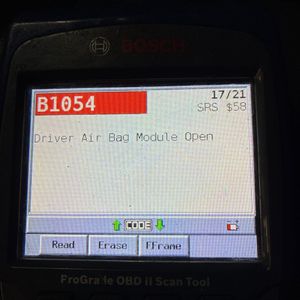 BOSCH
B1054
17/21
SRS $58
Driver Air Bag Module Open
CODE
Read Erase FFrame
ProGrade OBD II Scan Tool